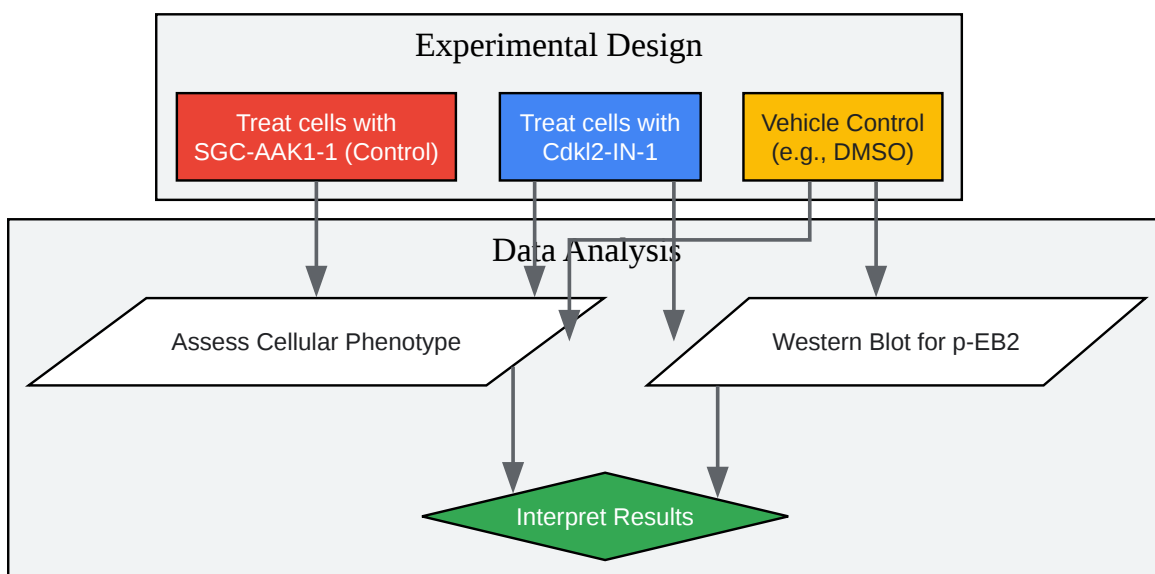 Experimental Design
Treat cells with
SGC-AAK1-1 (Control)
Treat cells with
Cdkl2-IN-1
Vehicle Control
(e.g., DMSO)
Data Analysis
Assess Cellular Phenotype
Western Blot for p-EB2
Interpret Results